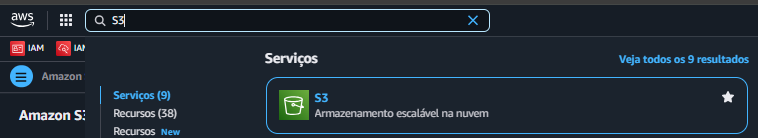 aws
S3
IAM
IAM
Serviços
Veja todos os 9 resultados
Amazon
Serviços (9)
S3
Armazenamento escalável na nuvem
Recursos (38)
Amazon S3
Recursos New